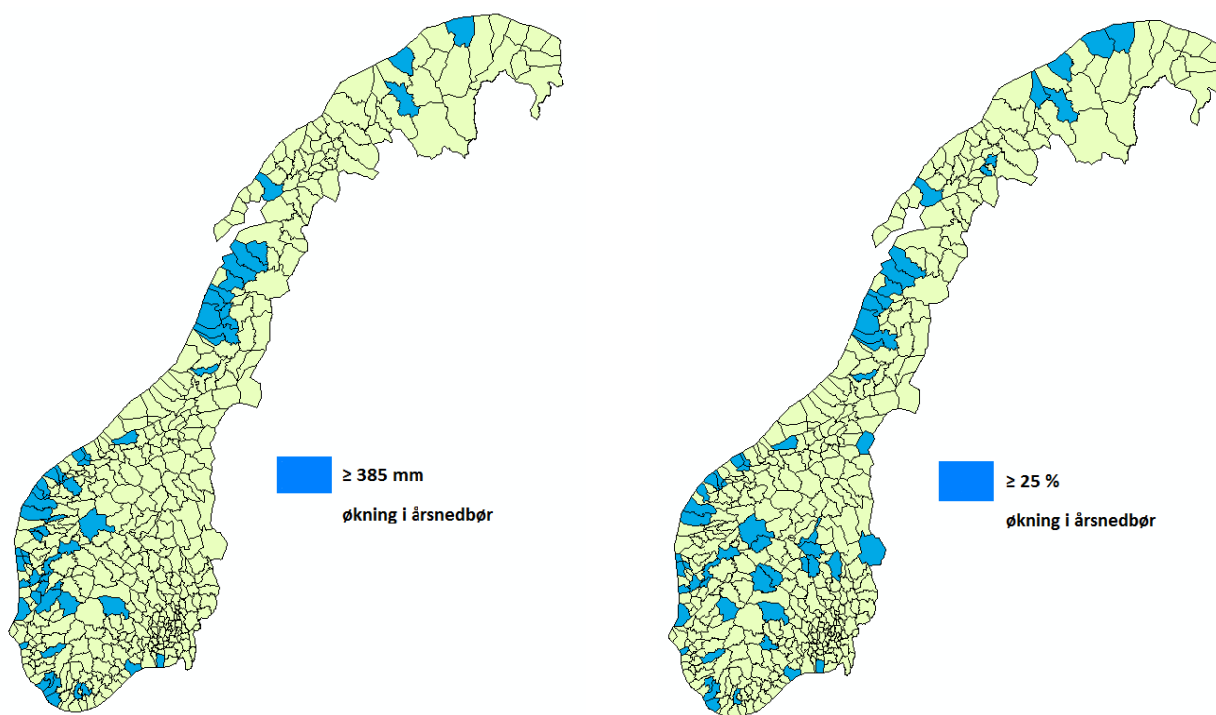 ≥ 385 mm
økning i årsnedbør
≥ 25 %
økning i årsnedbør